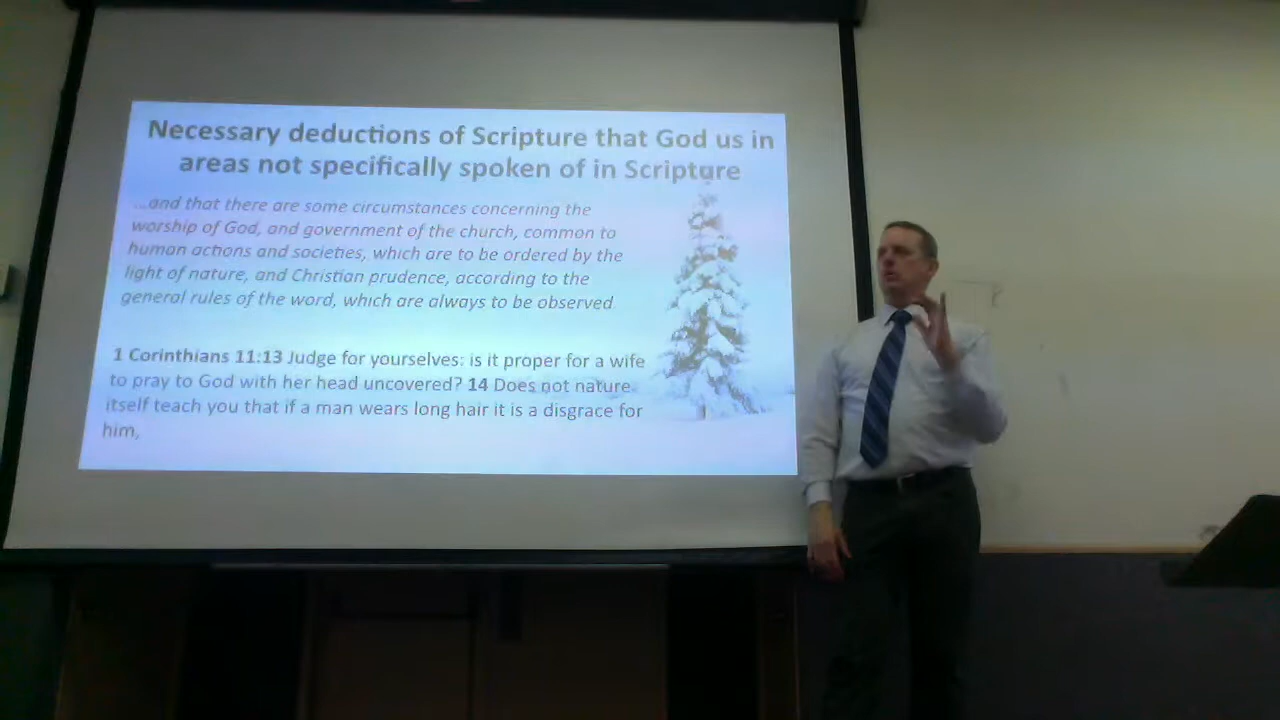 Necessary deductions of Scripture that God us in
areas not specifically spoken of in Scripture
...and that there are some circumstances concerning the
worship of God, and government of the church, common to
human actions and societies, which are to be ordered by the
light of nature, and Christian prudence, according to the
general rules of the word, which are always to be observed.
1 Corinthians 11:13 Judge for yourselves: is it proper for a wife
to pray to God with her head uncovered? 14 Does not nature
itself teach you that if a man wears long hair it is a disgrace for
him,